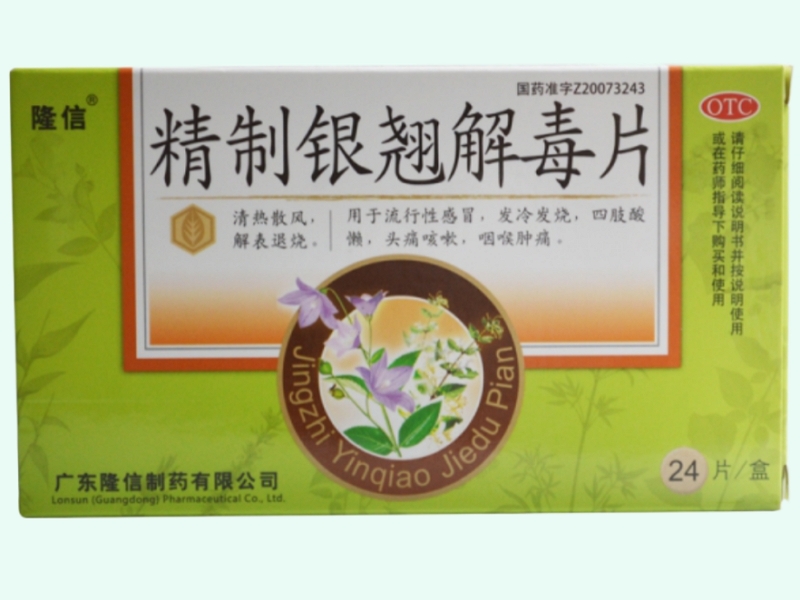 隆信®
国药准字Z20073243
OTC
精制银翘解毒片
清热散风，
解表退烧。
用于流行性感冒，发冷发烧，四肢酸
懒，头痛咳嗽，咽喉肿痛。
请仔细阅读说明书并按说明使用
或在药师指导下购买和使用
Jingzhi Yinqiao Jiedu Pian
广东隆信制药有限公司
Lonsun (Guangdong) Pharmaceutical Co., Ltd.
24片/盒